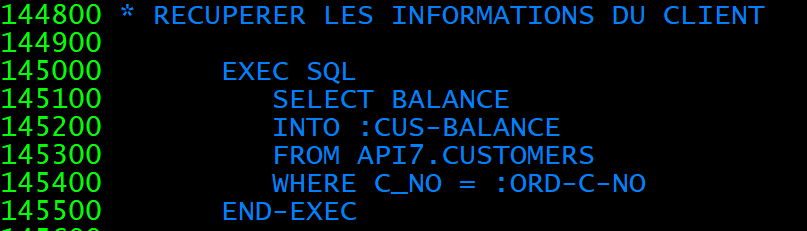 144800 * RECUPERER LES INFORMATIONS DU CLIENT
144900
145000 EXEC SQL
145100 SELECT BALANCE
145200 INTO :CUS-BALANCE
145300 FROM API7.CUSTOMERS
145400 WHERE C_NO = :ORD-C-NO
145500 END-EXEC